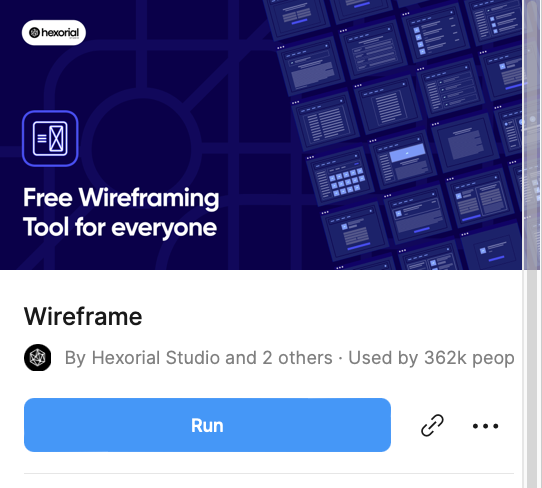 hexorial
Free Wireframing
Tool for everyone
Wireframe
By Hexorial Studio and 2 others · Used by 362k peop
Run